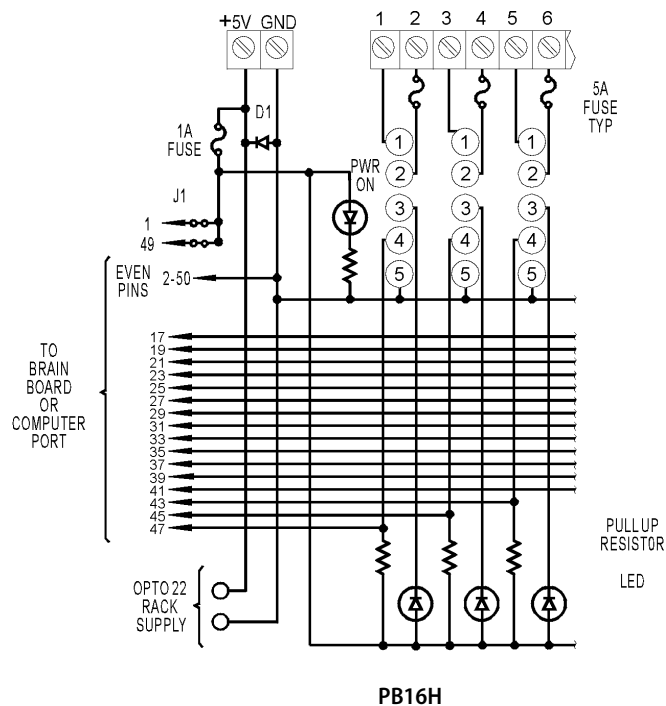 +5V GND
1 2 3 4 5 6
D1
1A
FUSE
5A
FUSE
TYP
PWR
ON
1 1 1
2 2 2
3 3 3
4 4 4
5 5 5
J1
1
49
EVEN
PINS
2-50
TO
BRAIN
BOARD
OR
COMPUTER
PORT
17
19
21
23
25
27
29
31
33
35
37
39
41
43
45
47
PULLUP
RESISTOR
LED
OPTO 22
RACK
SUPPLY
PB16H